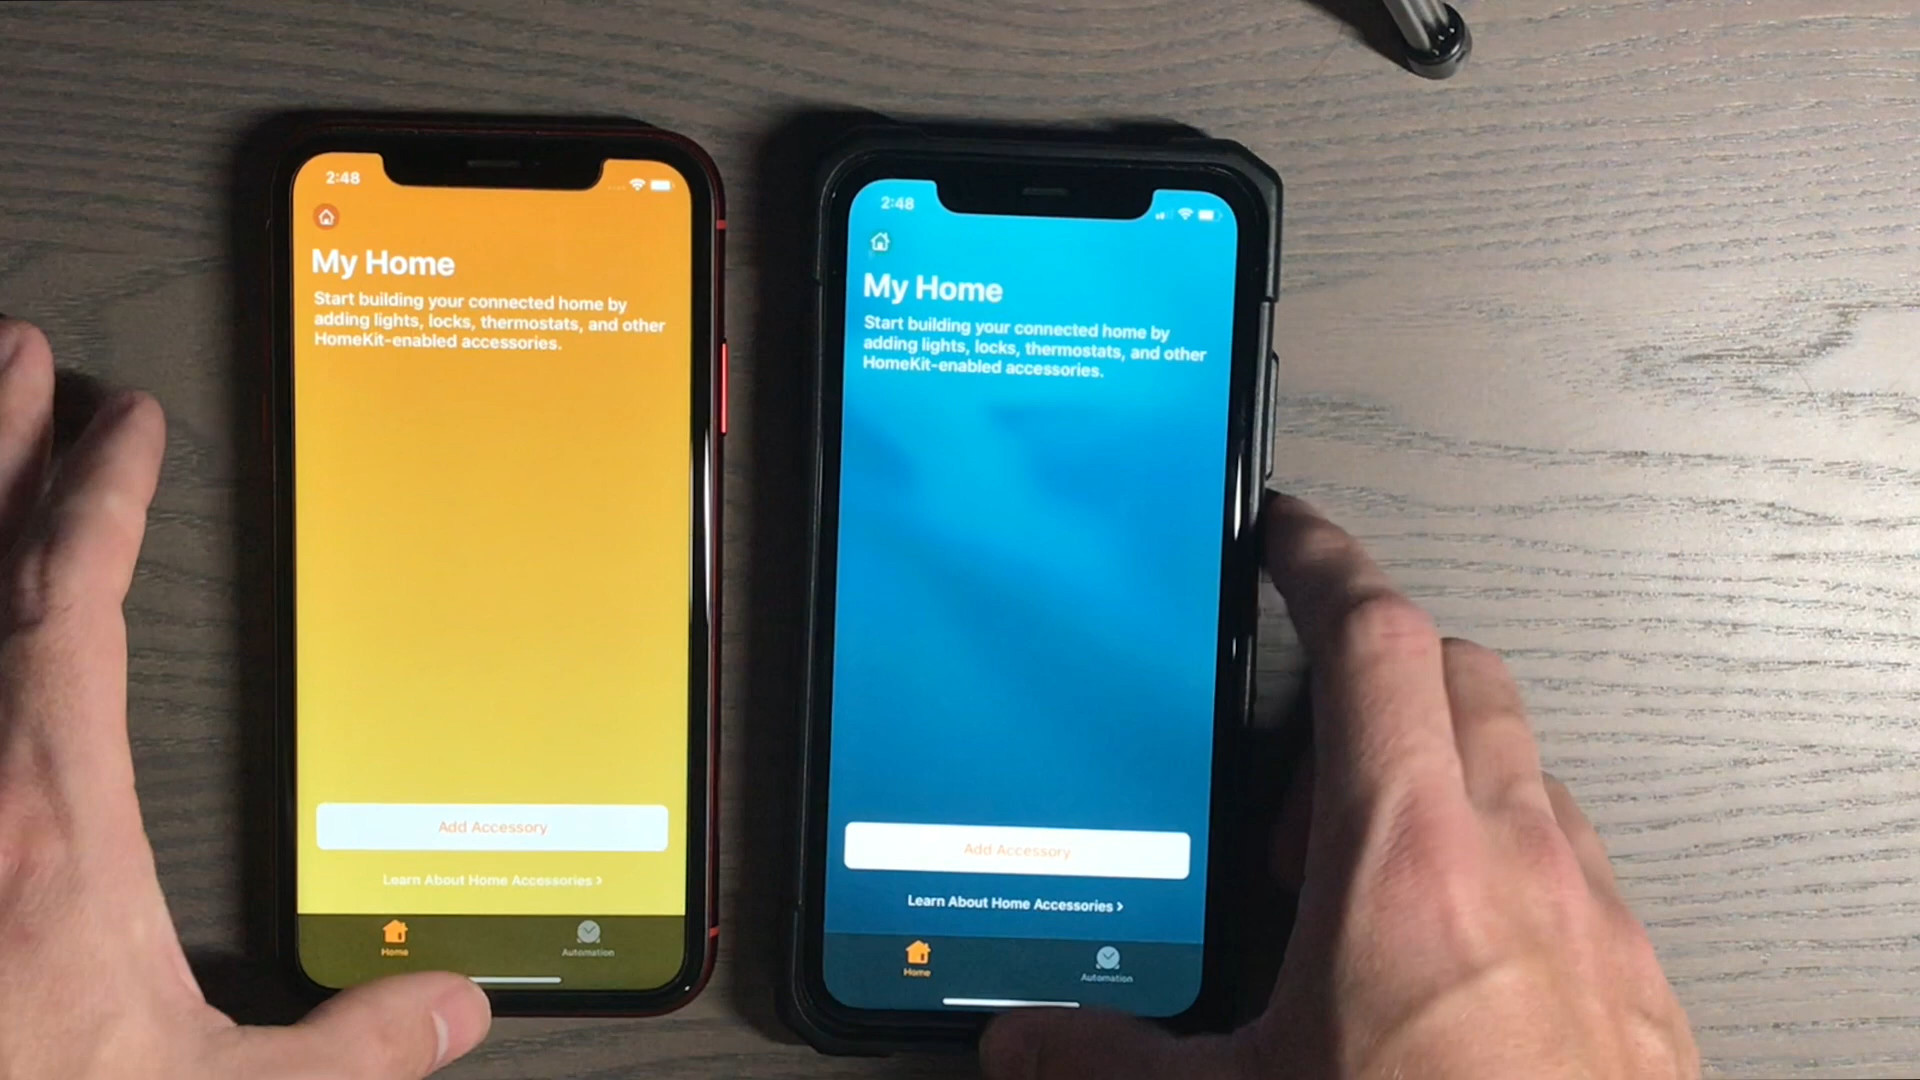 2:48
My Home
Start building your connected home by
adding lights, locks, thermostats, and other
HomeKit-enabled accessories.
Add Accessory
Learn About Home Accessories >
Home
Automation
2:48
My Home
Start building your connected home by
adding lights, locks, thermostats, and other
HomeKit-enabled accessories.
Add Accessory
Learn About Home Accessories >
Home
Automation